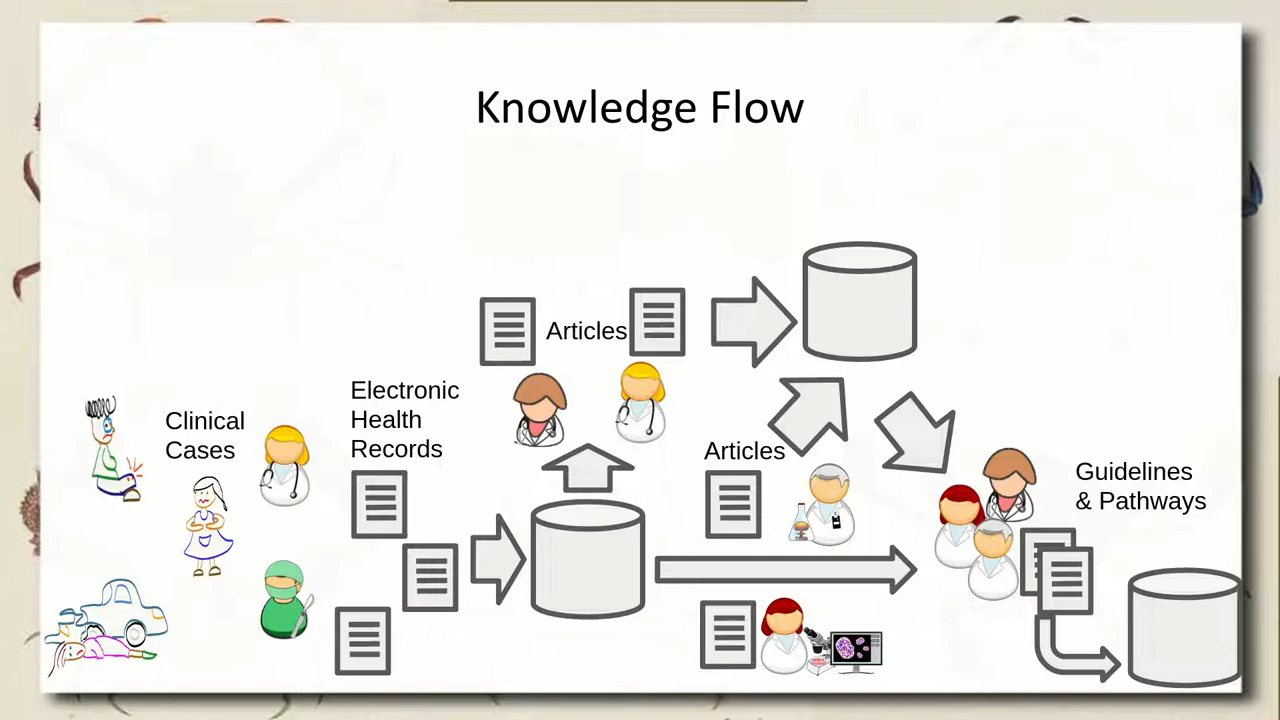 Knowledge Flow
Articles
Electronic
Health
Records
Clinical
Cases
Articles
Guidelines
& Pathways